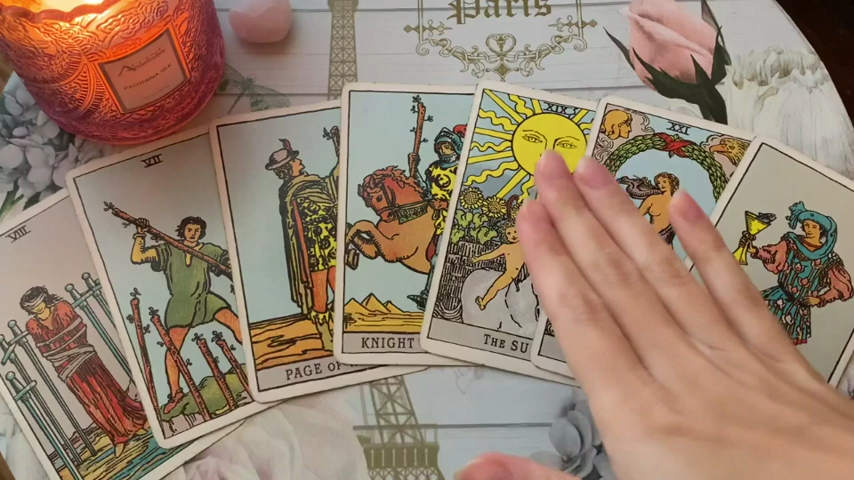 Paris
VIII
VII
PAGE OF
KNIGHT
XIX
THE SU
XXI